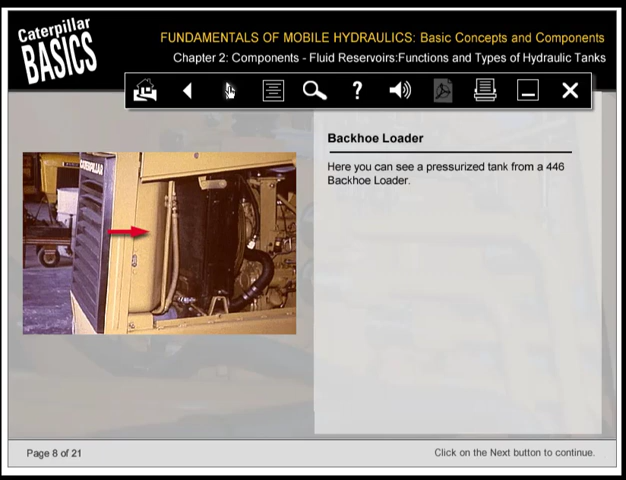 Caterpillar
BASICS
FUNDAMENTALS OF MOBILE HYDRAULICS: Basic Concepts and Components
Chapter 2: Components - Fluid Reservoirs:Functions and Types of Hydraulic Tanks
?
Backhoe Loader
Here you can see a pressurized tank from a 446
Backhoe Loader.
CATERPILLAR
Page 8 of 21
Click on the Next button to continue.